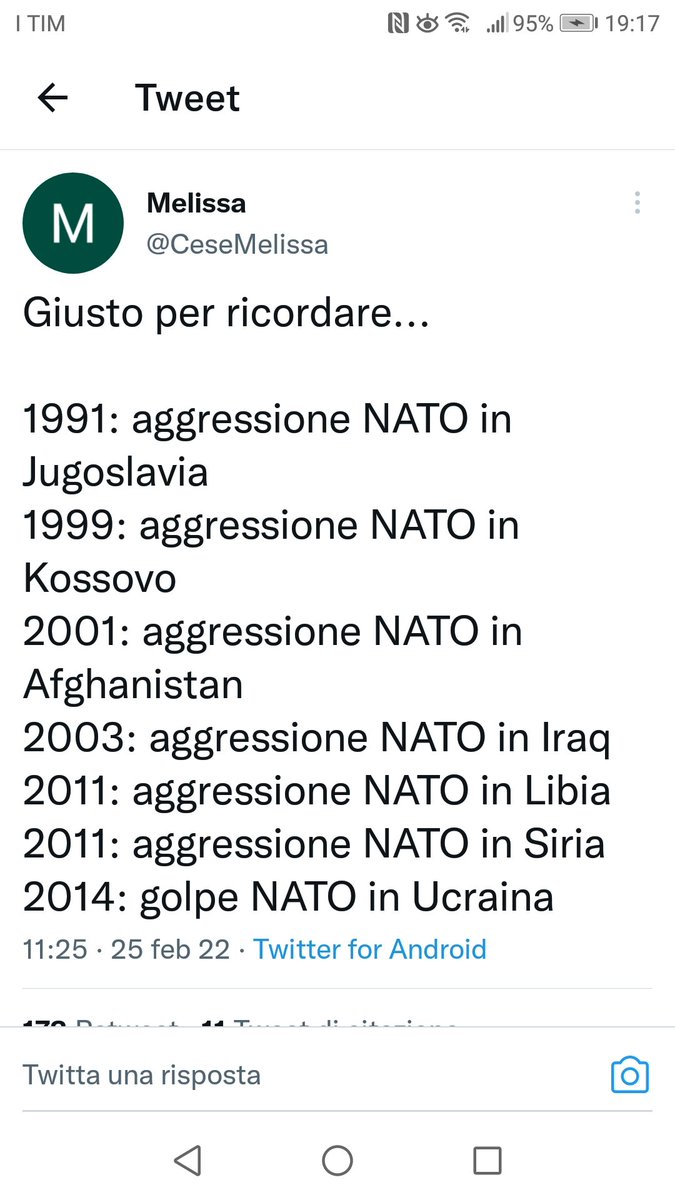 I TIM 95% 19:17
Tweet
M
Melissa
@CeseMelissa
Giusto per ricordare...
1991: aggressione NATO in
Jugoslavia
1999: aggressione NATO in
Kossovo
2001: aggressione NATO in
Afghanistan
2003: aggressione NATO in Iraq
2011: aggressione NATO in Libia
2011: aggressione NATO in Siria
2014: golpe NATO in Ucraina
11:25 · 25 feb 22 · Twitter for Android
Retweet 11 Tweet di citazione
Twitta una risposta